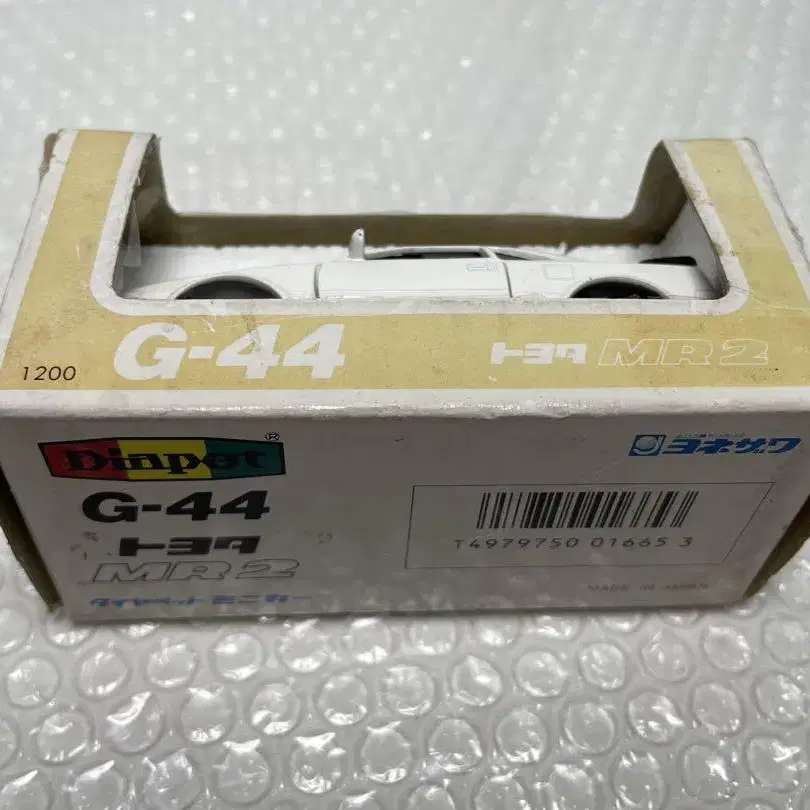 1200 G-44 トヨタ MR2
Diapet® ヨネザワ
G-44
トヨタ
MR2
ダイヤペット ミニカー
T4979750 01665 3
MADE IN JAPAN